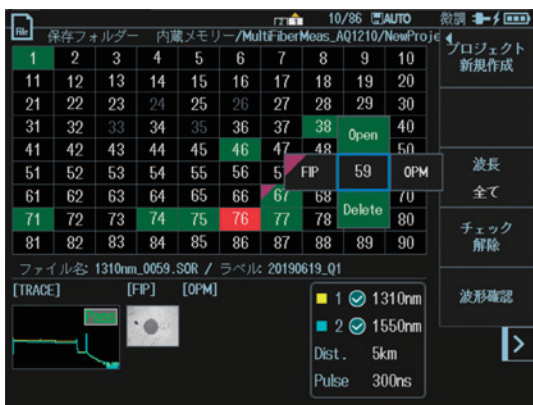 File
10/86 AUTO 微調
保存フォルダー 内蔵メモリー/MultiFiberMeas_AQ1210/NewProje
1 2 3 4 5 6 7 8 9 10
11 12 13 14 15 16 17 18 19 20
21 22 23 24 25 26 27 28 29 30
31 32 33 34 35 36 37 38 Open 40
41 42 43 44 45 46 47 48 50
51 52 53 54 55 56 5 FIP 59 OPM
61 62 63 64 65 66 67 68 Delete 70
71 72 73 74 75 76 77 78 80
81 82 83 84 85 86 87 88 89 90
ファイル名: 1310nm_0059.SOR / ラベル: 20190619_Q1
[TRACE] [FIP] [OPM]
1 1310nm
2 1550nm
Dist. 5km
Pulse 300ns
プロジェクト
新規作成
波長
全て
チェック
解除
波形確認